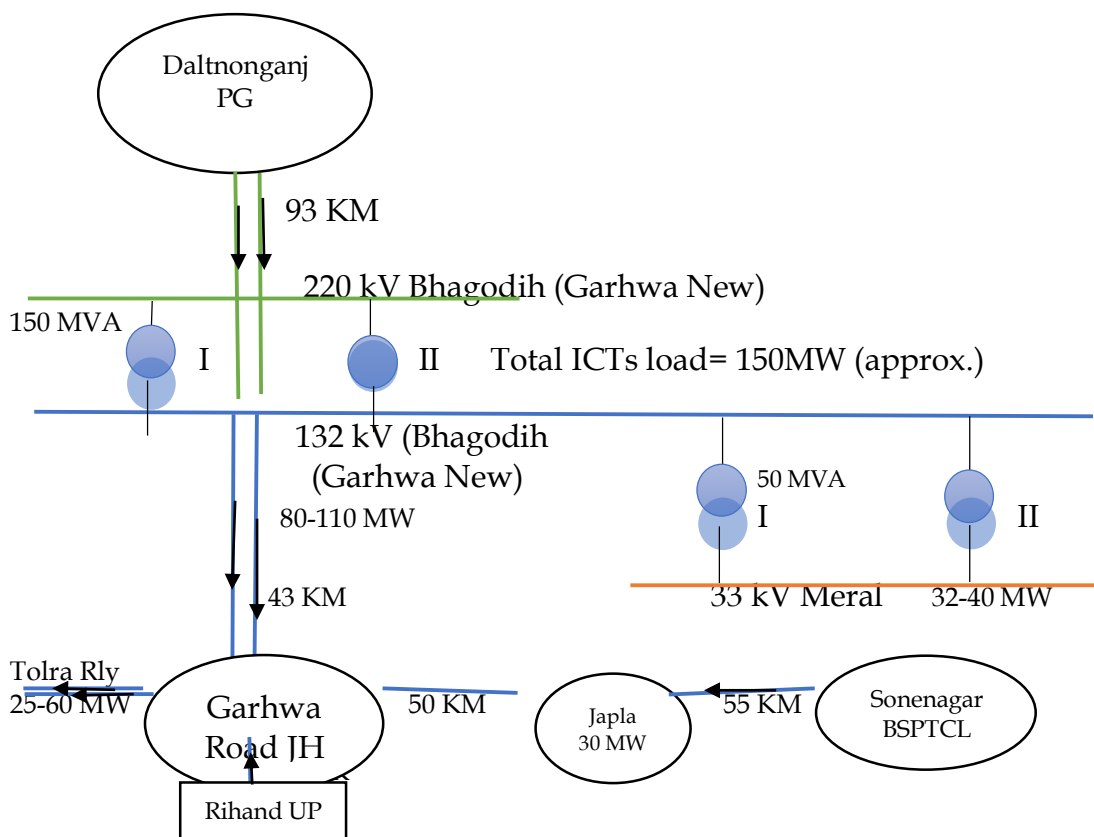 Daltnonganj
PG
93 KM
220 kV Bhagodih (Garhwa New)
150 MVA
I
II
Total ICTs load= 150MW (approx.)
132 kV (Bhagodih
(Garhwa New)
50 MVA
I
II
80-110 MW
43 KM
33 kV Meral
32-40 MW
Tolra Rly
25-60 MW
Garhwa
Road JH
50 KM
Japla
30 MW
55 KM
Sonenagar
BSPTCL
Rihand UP